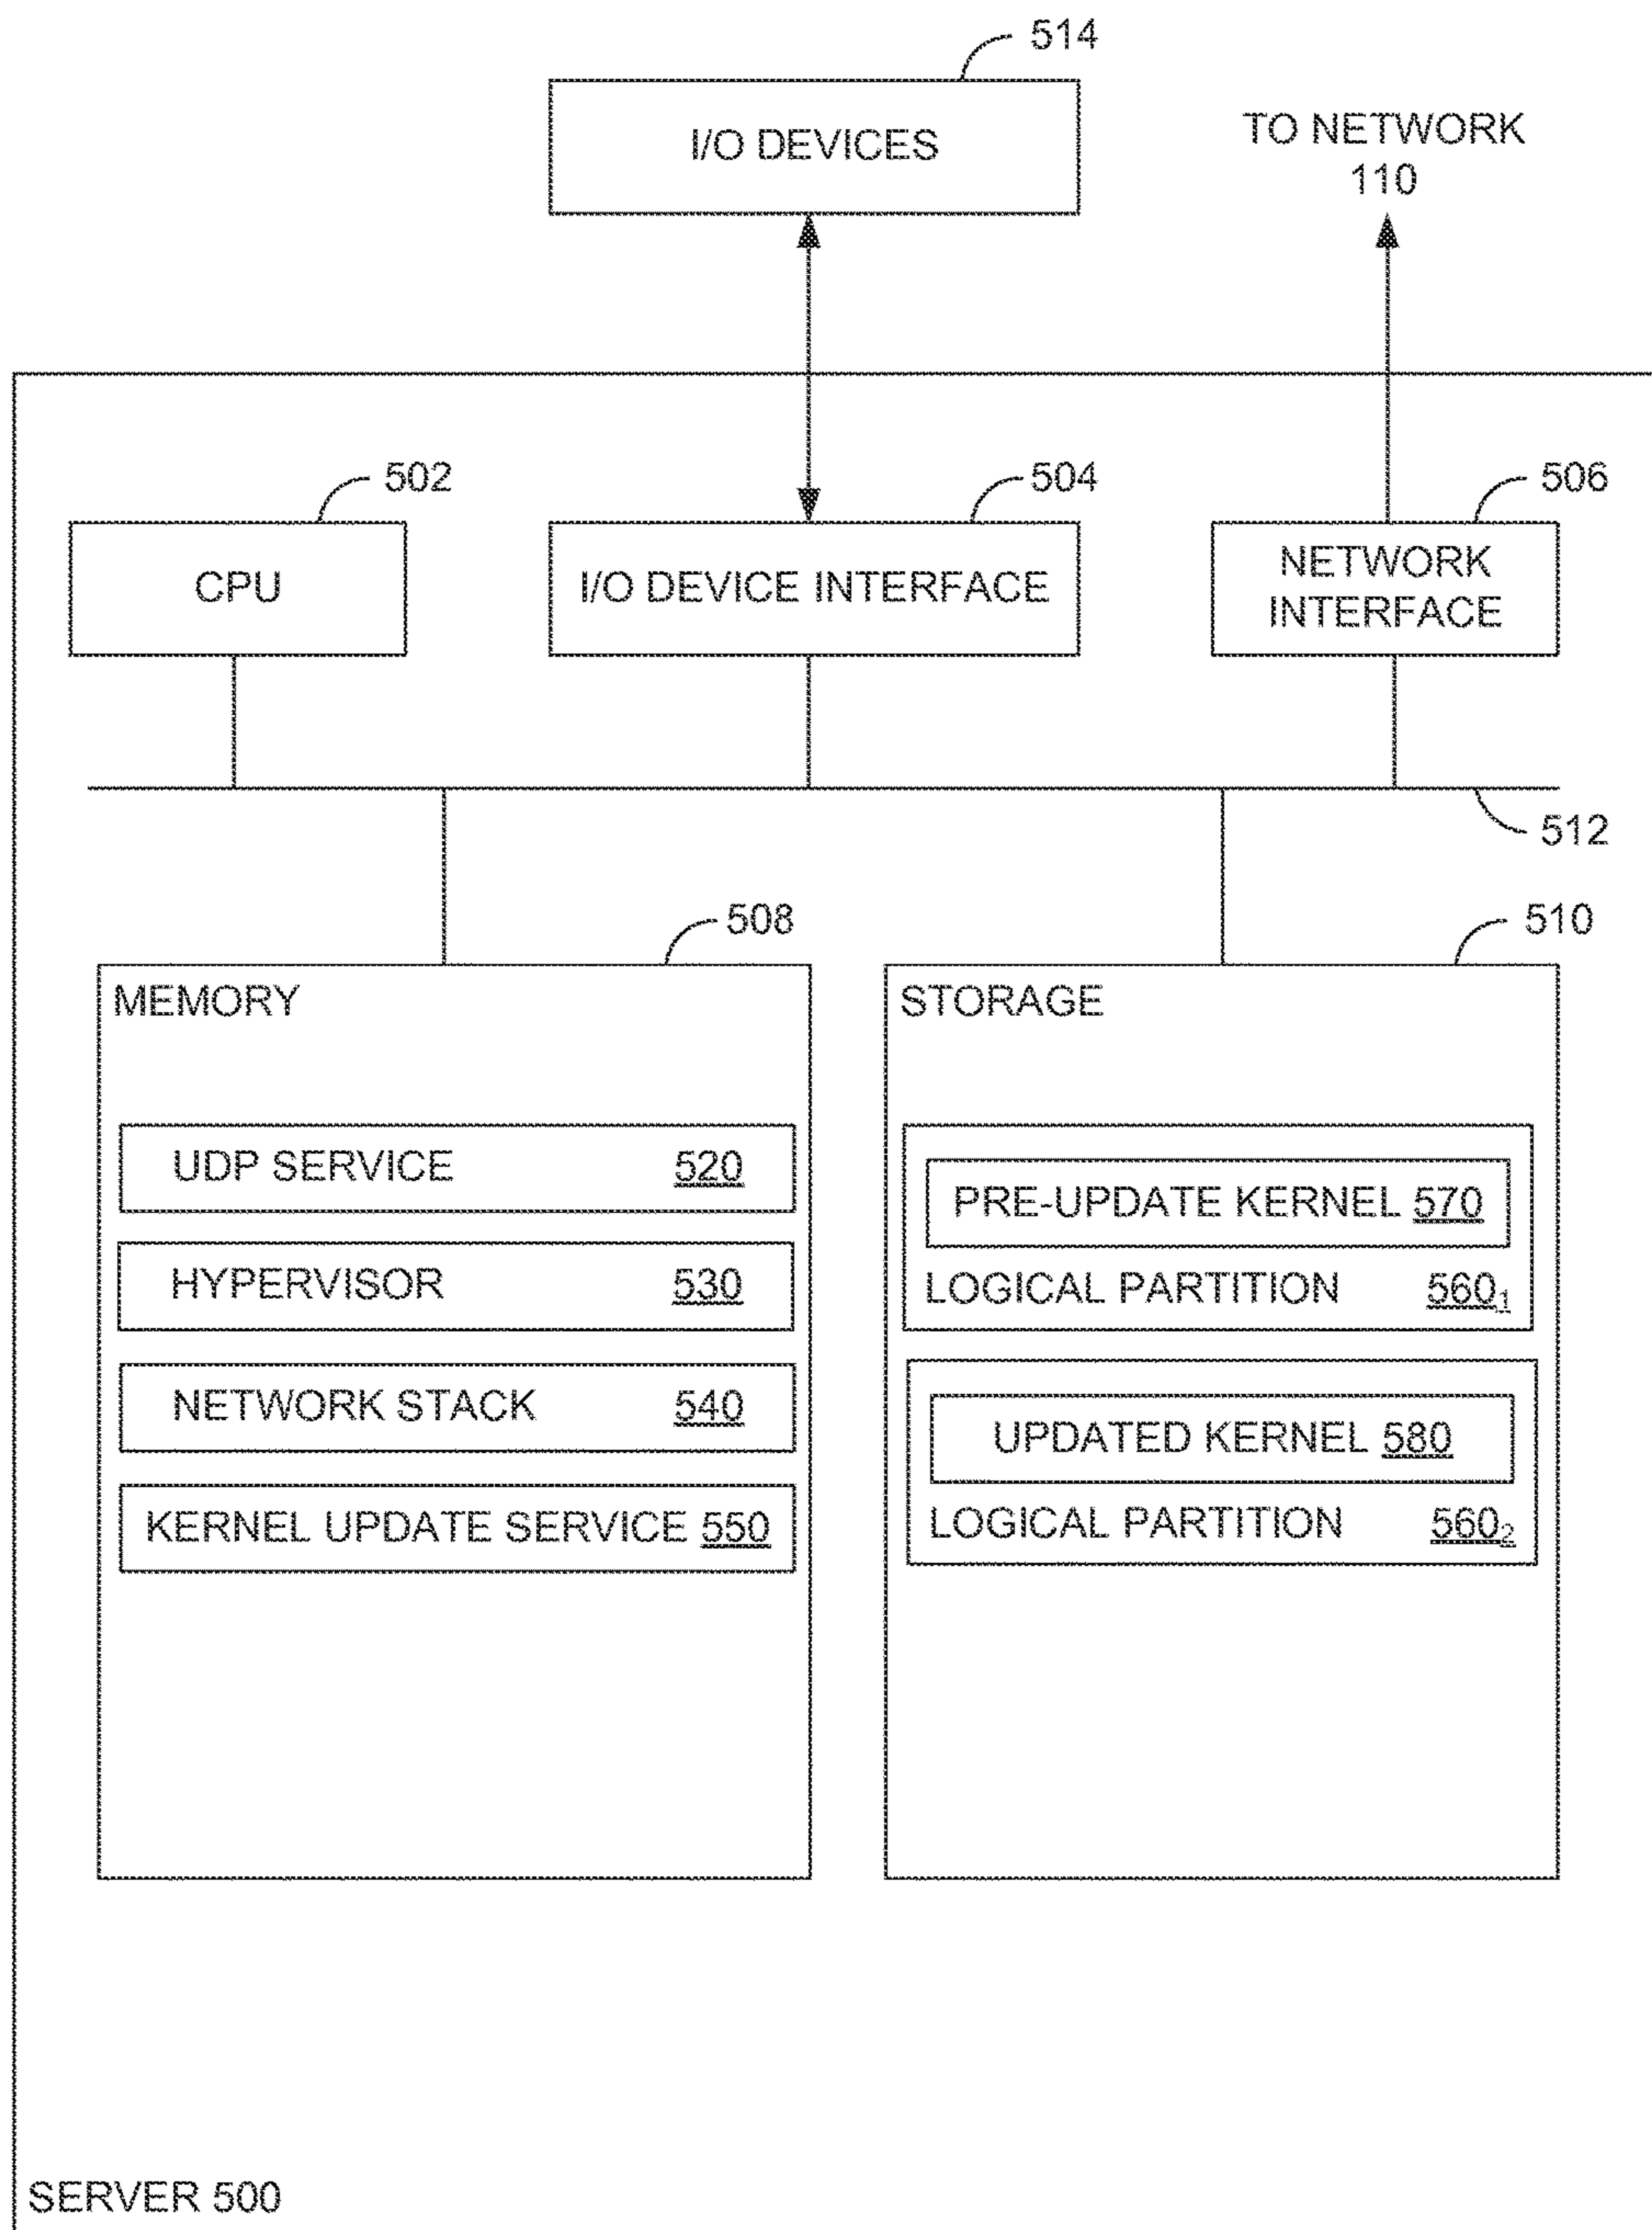 514
I/O DEVICES
TO NETWORK
110
502
504
506
CPU
I/O DEVICE INTERFACE
NETWORK
INTERFACE
512
508
510
MEMORY
STORAGE
UDP SERVICE 520
PRE-UPDATE KERNEL 570
HYPERVISOR 530
LOGICAL PARTITION 560₁
NETWORK STACK 540
UPDATED KERNEL 580
KERNEL UPDATE SERVICE 550
LOGICAL PARTITION 560₂
SERVER 500